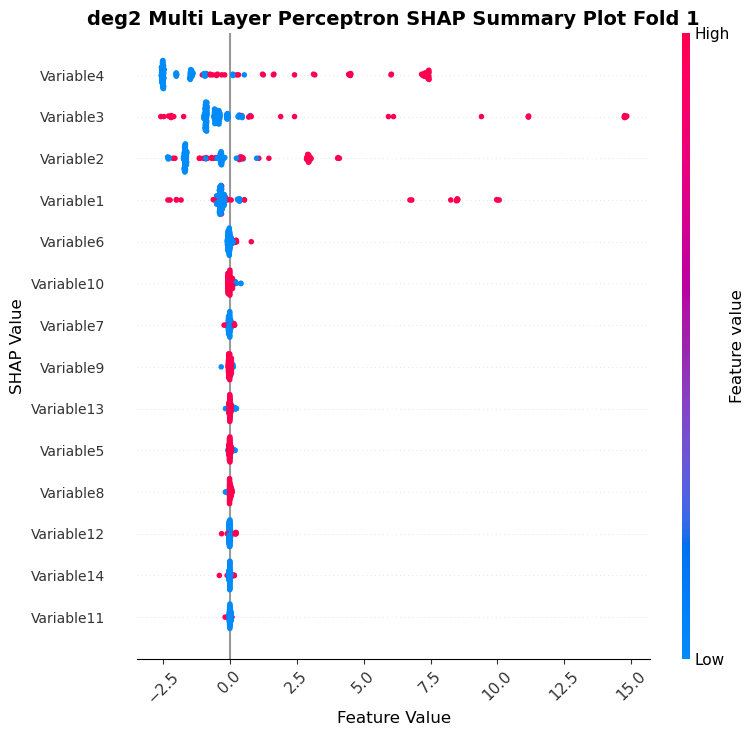 deg2 Multi Layer Perceptron SHAP Summary Plot Fold 1
High
Variable4
Variable3
Variable2
Variable1
Variable6
Variable10
Variable7
Variable9
Variable13
Variable5
Variable8
Variable12
Variable14
Variable11
SHAP Value
Feature value
Low
−2.5 0.0 2.5 5.0 7.5 10.0 12.5 15.0
Feature Value